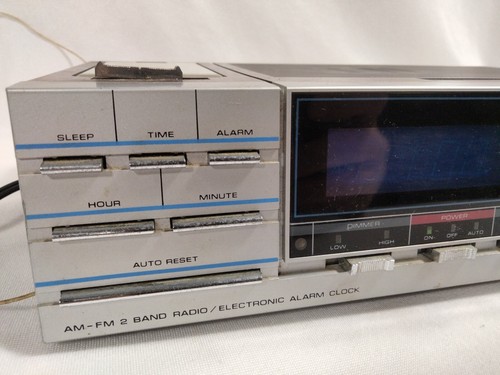 SLEEP TIME ALARM
HOUR MINUTE
AUTO RESET
DIMMER POWER
LOW HIGH ON OFF AUTO
AM-FM 2 BAND RADIO/ELECTRONIC ALARM CLOCK